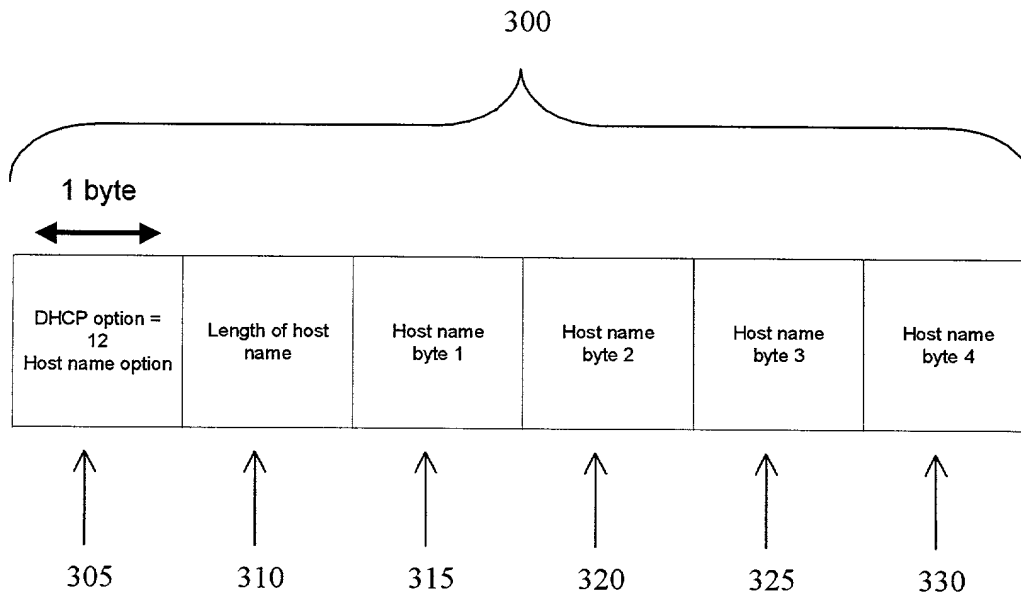 300
1 byte
DHCP option =
12
Host name option
Length of host
name
Host name
byte 1
Host name
byte 2
Host name
byte 3
Host name
byte 4
305
310
315
320
325
330